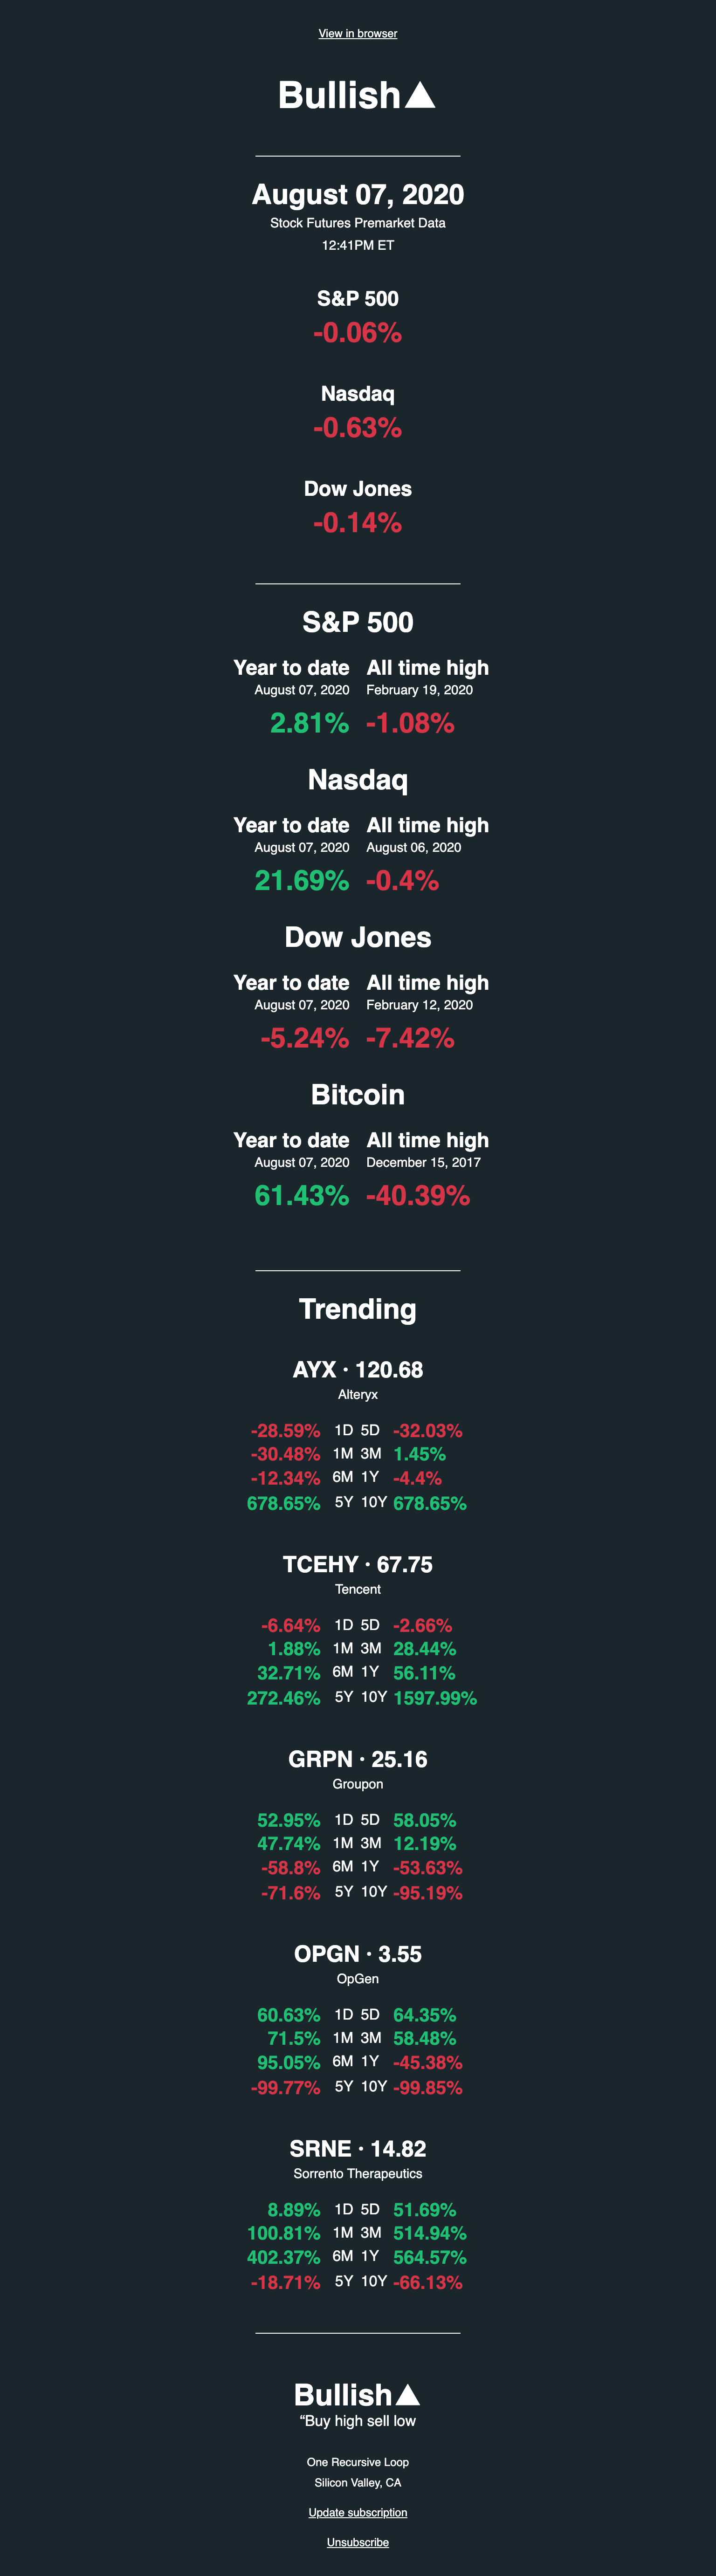 View in browser
Bullish
August 07, 2020
Stock Futures Premarket Data
12:41PM ET
S&P 500
-0.06%
Nasdaq
-0.63%
Dow Jones
-0.14%
S&P 500
Year to date All time high
August 07, 2020 February 19, 2020
2.81% -1.08%
Nasdaq
Year to date All time high
August 07, 2020 August 06, 2020
21.69% -0.4%
Dow Jones
Year to date All time high
August 07, 2020 February 12, 2020
-5.24% -7.42%
Bitcoin
Year to date All time high
August 07, 2020 December 15, 2017
61.43% -40.39%
Trending
AYX · 120.68
Alteryx
-28.59% 1D 5D -32.03%
-30.48% 1M 3M 1.45%
-12.34% 6M 1Y -4.4%
678.65% 5Y 10Y 678.65%
TCEHY · 67.75
Tencent
-6.64% 1D 5D -2.66%
1.88% 1M 3M 28.44%
32.71% 6M 1Y 56.11%
272.46% 5Y 10Y 1597.99%
GRPN · 25.16
Groupon
52.95% 1D 5D 58.05%
47.74% 1M 3M 12.19%
-58.8% 6M 1Y -53.63%
-71.6% 5Y 10Y -95.19%
OPGN · 3.55
OpGen
60.63% 1D 5D 64.35%
71.5% 1M 3M 58.48%
95.05% 6M 1Y -45.38%
-99.77% 5Y 10Y -99.85%
SRNE · 14.82
Sorrento Therapeutics
8.89% 1D 5D 51.69%
100.81% 1M 3M 514.94%
402.37% 6M 1Y 564.57%
-18.71% 5Y 10Y -66.13%
Bullish
“Buy high sell low
One Recursive Loop
Silicon Valley, CA
Update subscription
Unsubscribe